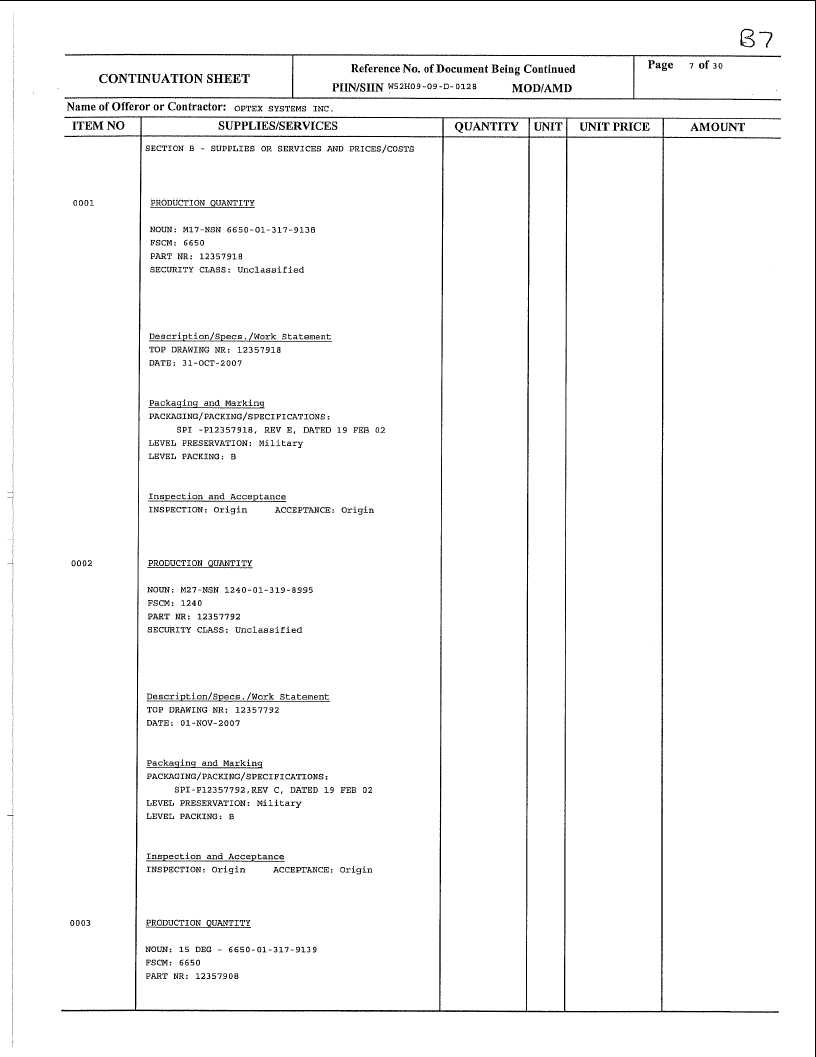 B7
CONTINUATION SHEET
Reference No. of Document Being Continued
PIIN/SIIN W52H09-09-D-0128 MOD/AMD
Page 7 of 30
Name of Offeror or Contractor: OPTEX SYSTEMS INC.
ITEM NO SUPPLIES/SERVICES QUANTITY UNIT UNIT PRICE AMOUNT
SECTION B - SUPPLIES OR SERVICES AND PRICES/COSTS
0001 PRODUCTION QUANTITY
NOUN: M17-NSN 6650-01-317-9138
FSCM: 6650
PART NR: 12357918
SECURITY CLASS: Unclassified
Description/Specs./Work Statement
TOP DRAWING NR: 12357918
DATE: 31-OCT-2007
Packaging and Marking
PACKAGING/PACKING/SPECIFICATIONS:
SPI -P12357918, REV E, DATED 19 FEB 02
LEVEL PRESERVATION: Military
LEVEL PACKING: B
Inspection and Acceptance
INSPECTION: Origin ACCEPTANCE: Origin
0002 PRODUCTION QUANTITY
NOUN: M27-NSN 1240-01-319-8995
FSCM: 1240
PART NR: 12357792
SECURITY CLASS: Unclassified
Description/Specs./Work Statement
TOP DRAWING NR: 12357792
DATE: 01-NOV-2007
Packaging and Marking
PACKAGING/PACKING/SPECIFICATIONS:
SPI-P12357792,REV C, DATED 19 FEB 02
LEVEL PRESERVATION: Military
LEVEL PACKING: B
Inspection and Acceptance
INSPECTION: Origin ACCEPTANCE: Origin
0003 PRODUCTION QUANTITY
NOUN: 15 DEG - 6650-01-317-9139
FSCM: 6650
PART NR: 12357908